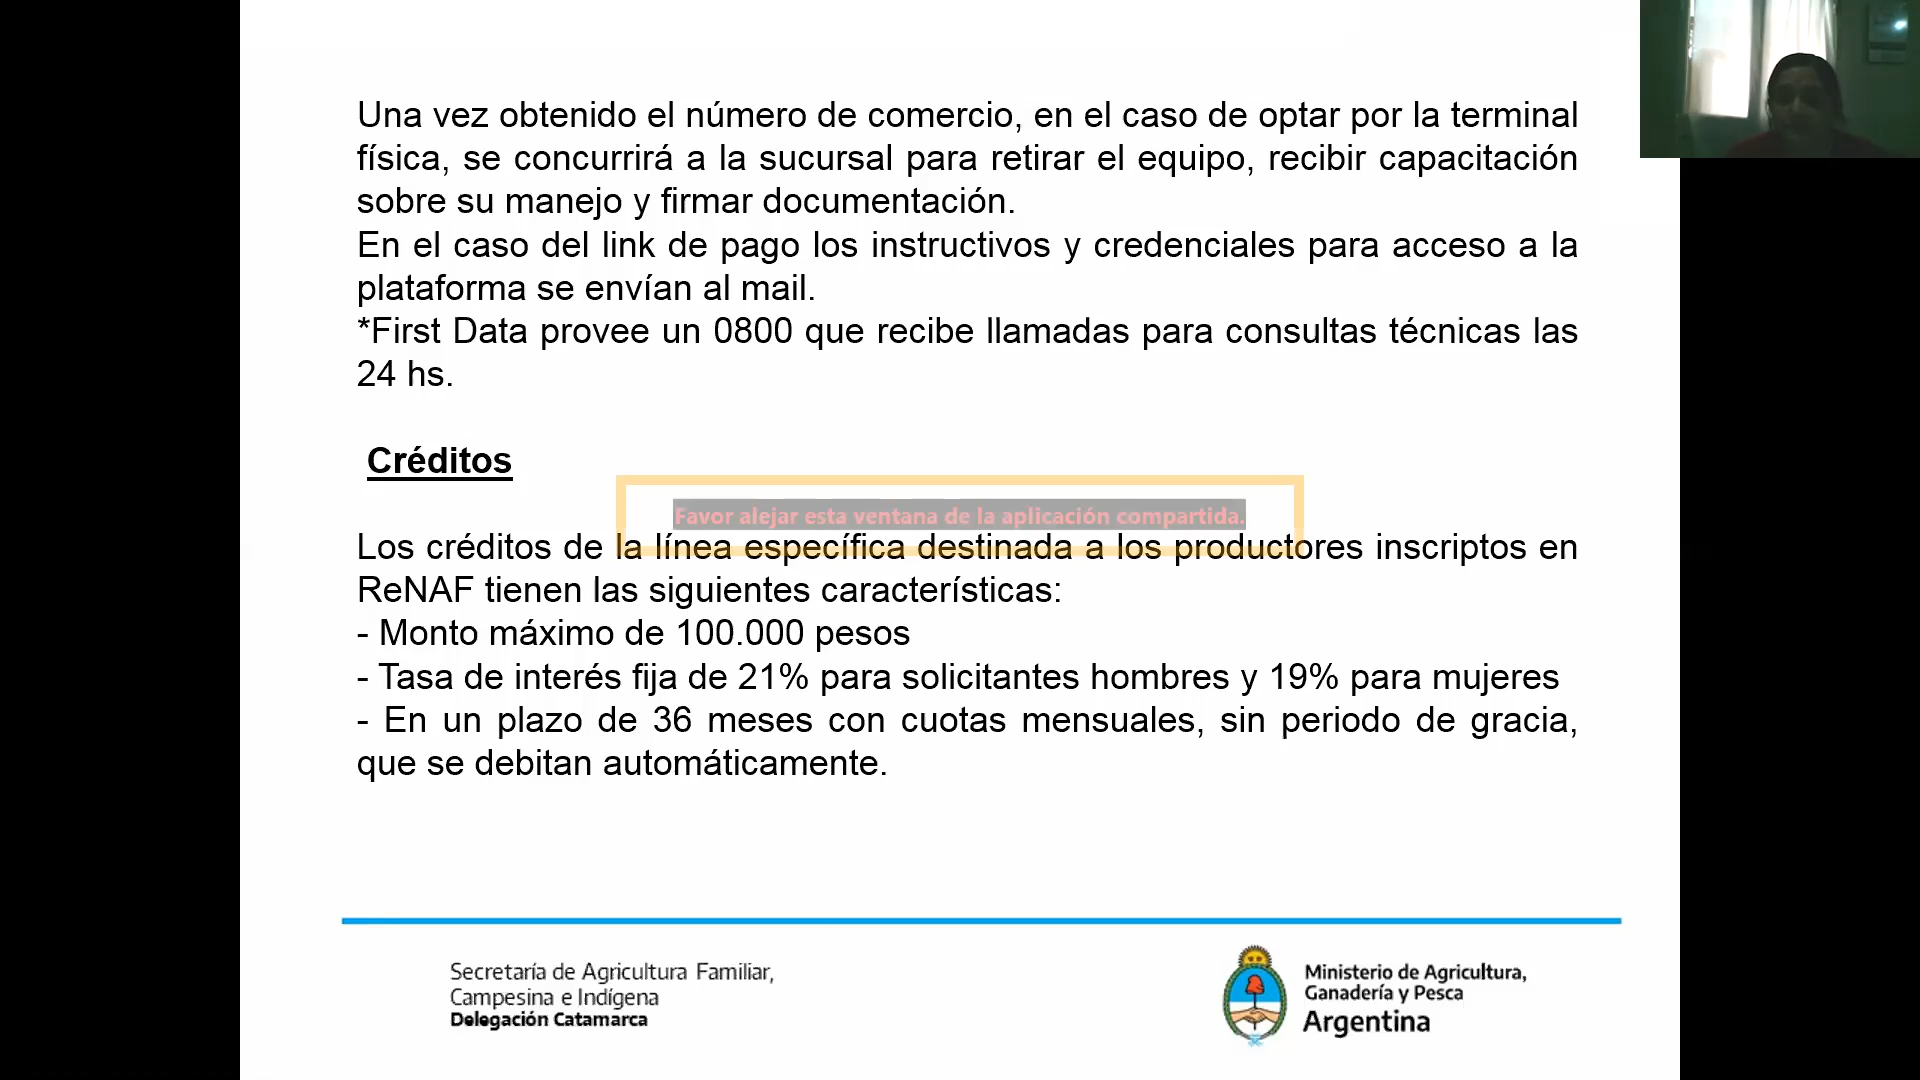 Una vez obtenido el número de comercio, en el caso de optar por la terminal
física, se concurrirá a la sucursal para retirar el equipo, recibir capacitación
sobre su manejo y firmar documentación.
En el caso del link de pago los instructivos y credenciales para acceso a la
plataforma se envían al mail.
*First Data provee un 0800 que recibe llamadas para consultas técnicas las
24 hs.
Créditos
Favor alejar esta ventana de la aplicación compartida.
Los créditos de la línea específica destinada a los productores inscriptos en
ReNAF tienen las siguientes características:
- Monto máximo de 100.000 pesos
- Tasa de interés fija de 21% para solicitantes hombres y 19% para mujeres
- En un plazo de 36 meses con cuotas mensuales, sin periodo de gracia,
que se debitan automáticamente.
Secretaría de Agricultura Familiar,
Campesina e Indígena
Delegación Catamarca
Ministerio de Agricultura,
Ganadería y Pesca
Argentina